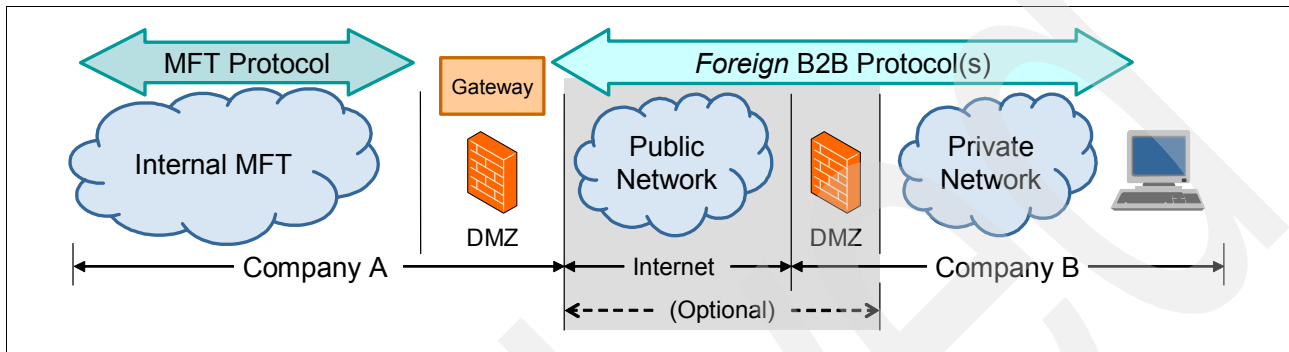 MFT Protocol
Foreign B2B Protocol(s)
Gateway
Internal MFT
Public
Network
Private
Network
DMZ
DMZ
Company A
Internet
Company B
(Optional)